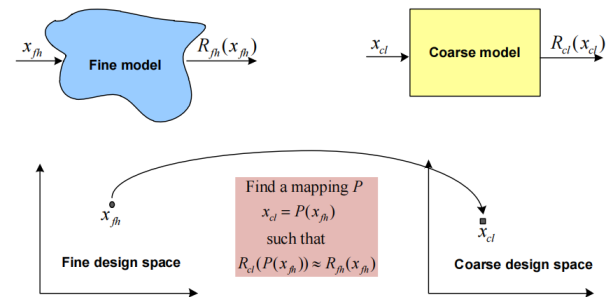 x_fh
Fine model
R_fh(x_fh)
x_cl
Coarse model
R_cl(x_cl)
x_fh
Fine design space
Find a mapping P
x_cl = P(x_fh)
such that
R_cl(P(x_fh)) ≈ R_fh(x_fh)
x_cl
Coarse design space